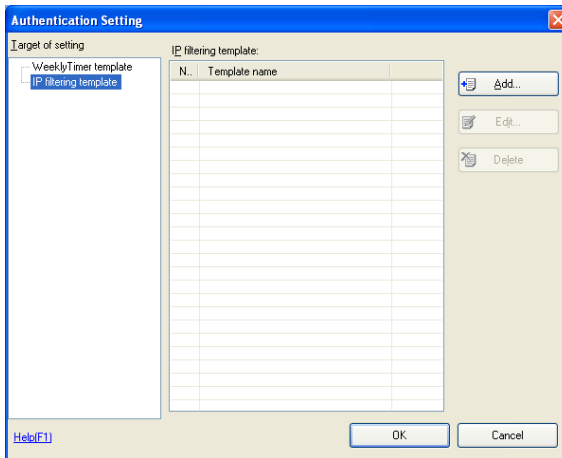 Authentication Setting
Target of setting
WeeklyTimer template
IP filtering template
IP filtering template:
N.. Template name
Add...
Edit...
Delete
Help(F1)
OK
Cancel